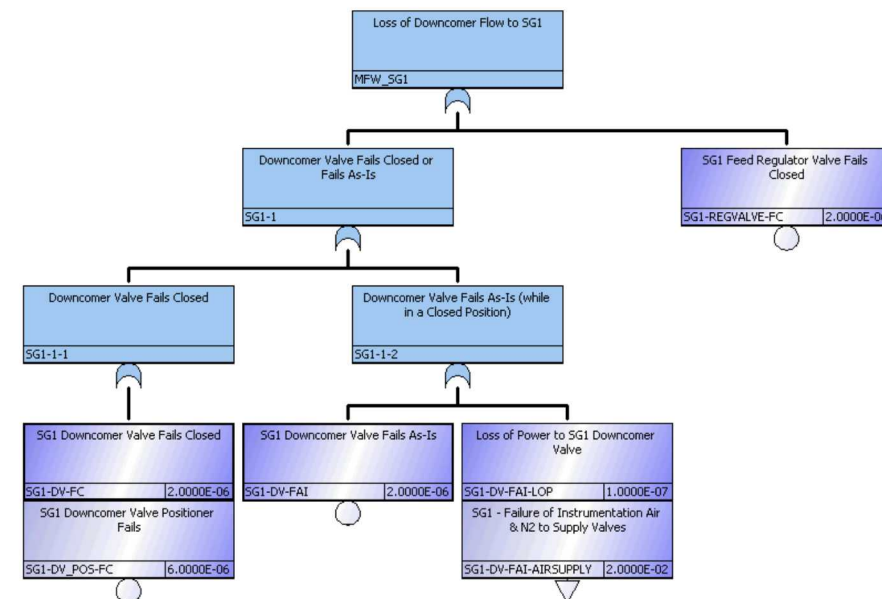 Loss of Downcomer Flow to SG1
MFW_SG1
Downcomer Valve Fails Closed or
Fails As-Is
SG1-1
SG1 Feed Regulator Valve Fails
Closed
SG1-REGVALVE-FC 2.0000E-06
Downcomer Valve Fails Closed
SG1-1-1
Downcomer Valve Fails As-Is (while
in a Closed Position)
SG1-1-2
SG1 Downcomer Valve Fails Closed
SG1-DV-FC 2.0000E-06
SG1 Downcomer Valve Positioner
Fails
SG1-DV_POS-FC 6.0000E-06
SG1 Downcomer Valve Fails As-Is
SG1-DV-FAI 2.0000E-06
Loss of Power to SG1 Downcomer
Valve
SG1-DV-FAI-LOP 1.0000E-07
SG1 - Failure of Instrumentation Air
& N2 to Supply Valves
SG1-DV-FAI-AIRSUPPLY 2.0000E-02